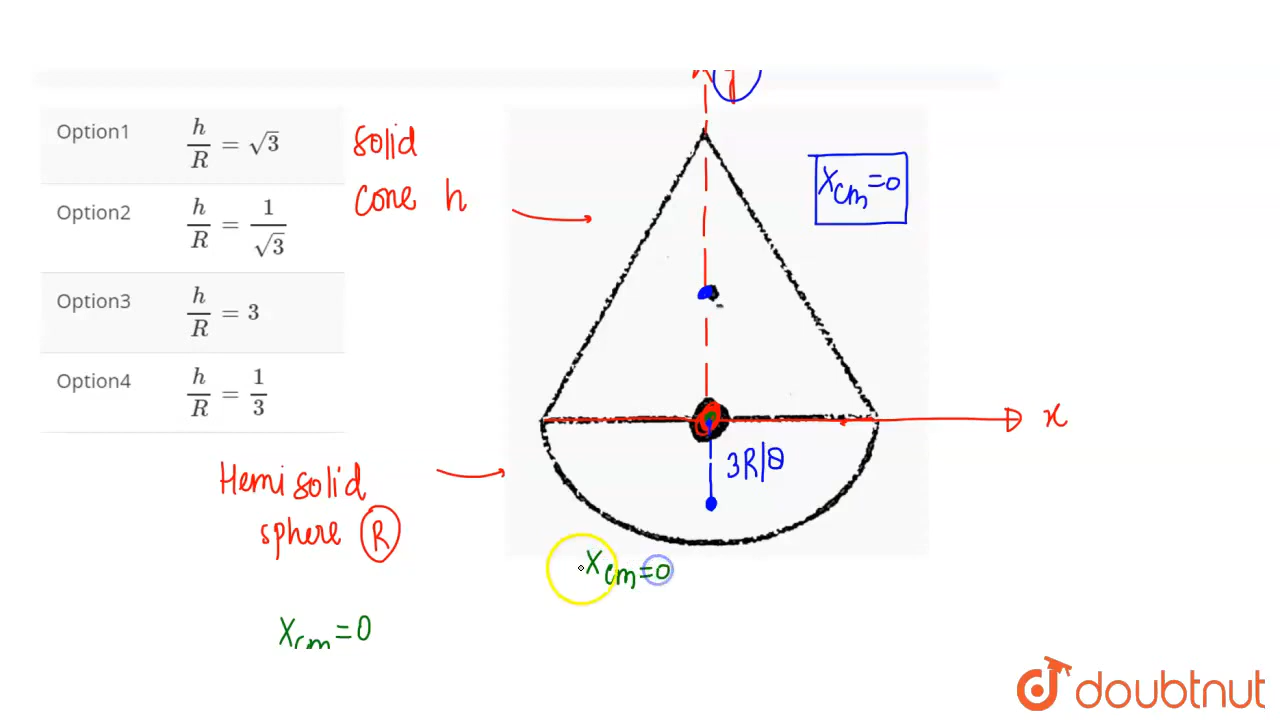 Option1 h/R = √3
Option2 h/R = 1/√3
Option3 h/R = 3
Option4 h/R = 1/3
solid
cone h
y
Xcm=0
x
3R/8
Hemi solid
sphere R
Xcm=0
Xcm=0
doubtnut